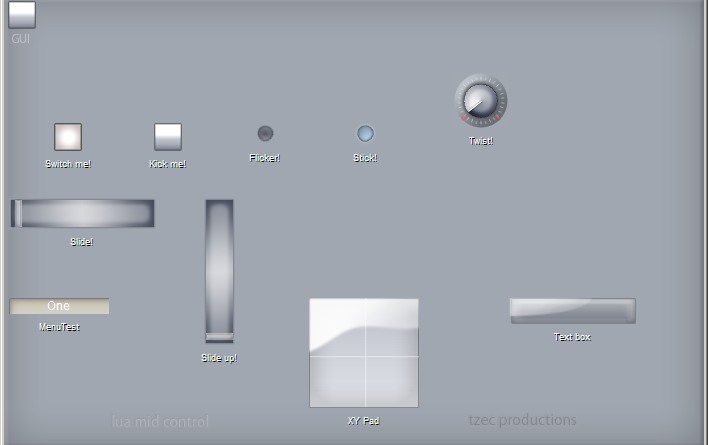 GUI
Twist!
Switch me!
Kick me!
Flicker!
Stick!
Slide!
One
MenuTest
Slide up!
Text box
XY Pad
lua mid control
tzec productions